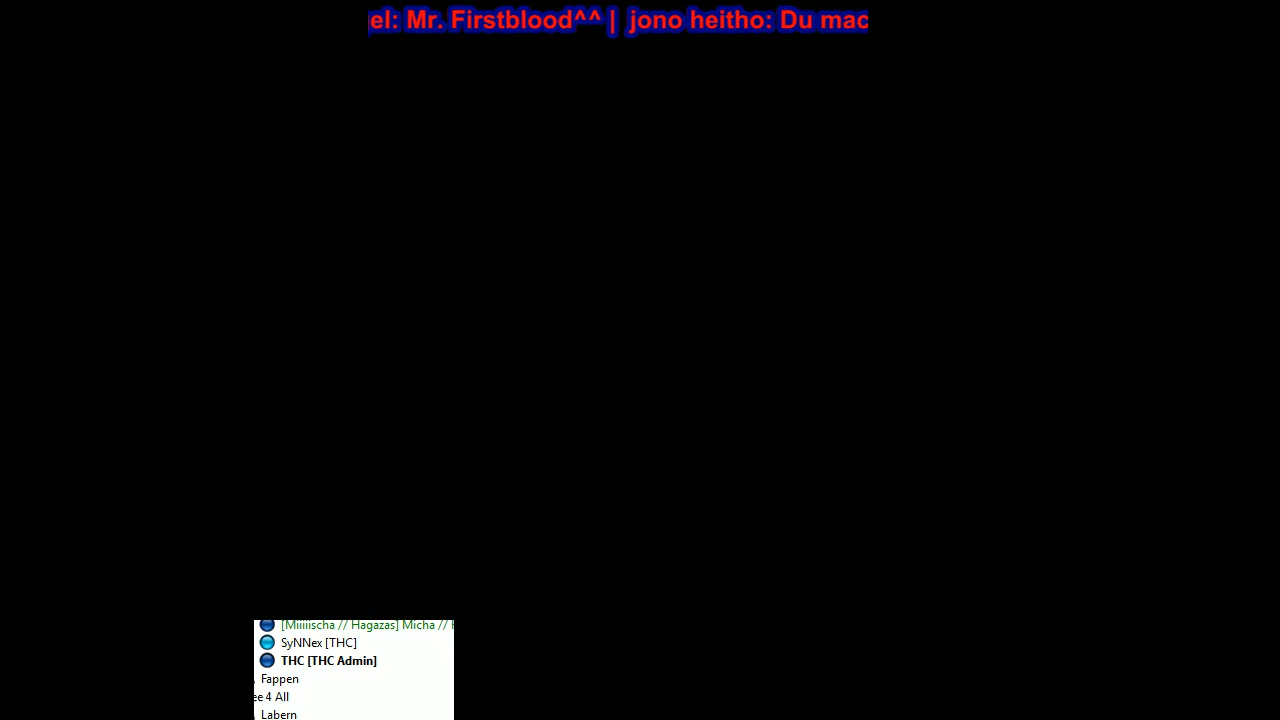 el: Mr. Firstblood^^ | jono heitho: Du mac
[Miiiiischa // Hagazas] Micha //
SyNNex [THC]
THC [THC Admin]
Fappen
ee 4 All
Labern